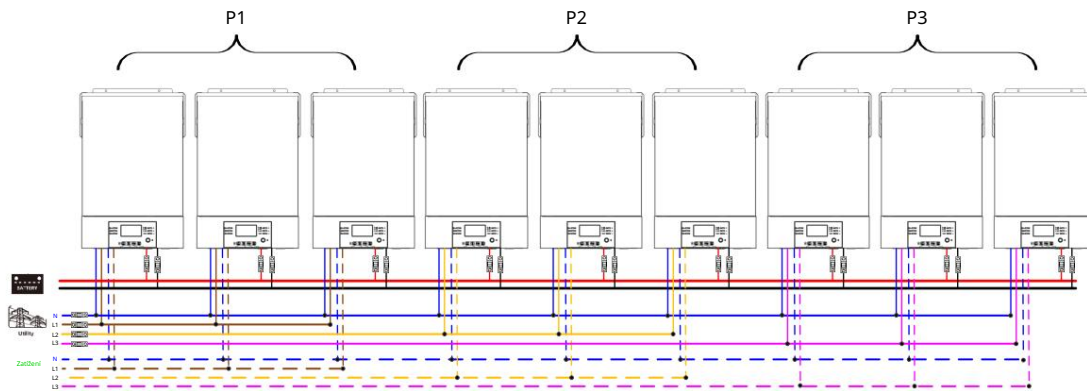 P1 P2 P3
BATTERY
Utility
N
L1
L2
L3
Zatížení
N
L1
L2
L3